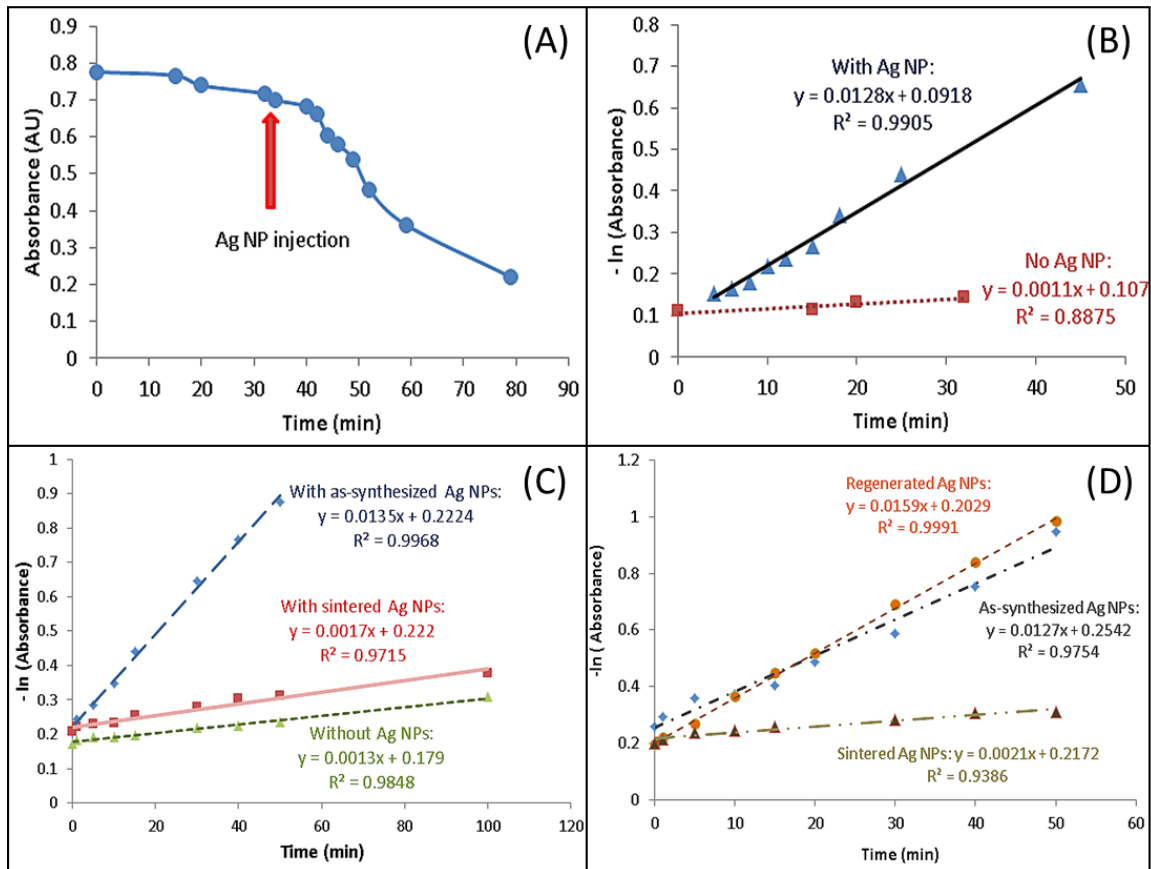 (A)
Absorbance (AU)
0.9
0.8
0.7
0.6
0.5
0.4
0.3
0.2
0.1
0
Ag NP injection
0 10 20 30 40 50 60 70 80 90
Time (min)
(B)
- ln (Absorbance)
0.8
0.7
0.6
0.5
0.4
0.3
0.2
0.1
0
With Ag NP:
y = 0.0128x + 0.0918
R² = 0.9905
No Ag NP:
y = 0.0011x + 0.107
R² = 0.8875
0 10 20 30 40 50
Time (min)
(C)
- ln (Absorbance)
1
0.9
0.8
0.7
0.6
0.5
0.4
0.3
0.2
0.1
0
With as-synthesized Ag NPs:
y = 0.0135x + 0.2224
R² = 0.9968
With sintered Ag NPs:
y = 0.0017x + 0.222
R² = 0.9715
Without Ag NPs:
y = 0.0013x + 0.179
R² = 0.9848
0 20 40 60 80 100 120
Time (min)
(D)
-ln ( Absorbance)
1.2
1
0.8
0.6
0.4
0.2
0
Regenerated Ag NPs:
y = 0.0159x + 0.2029
R² = 0.9991
As-synthesized Ag NPs:
y = 0.0127x + 0.2542
R² = 0.9754
Sintered Ag NPs: y = 0.0021x + 0.2172
R² = 0.9386
0 10 20 30 40 50 60
Time (min)